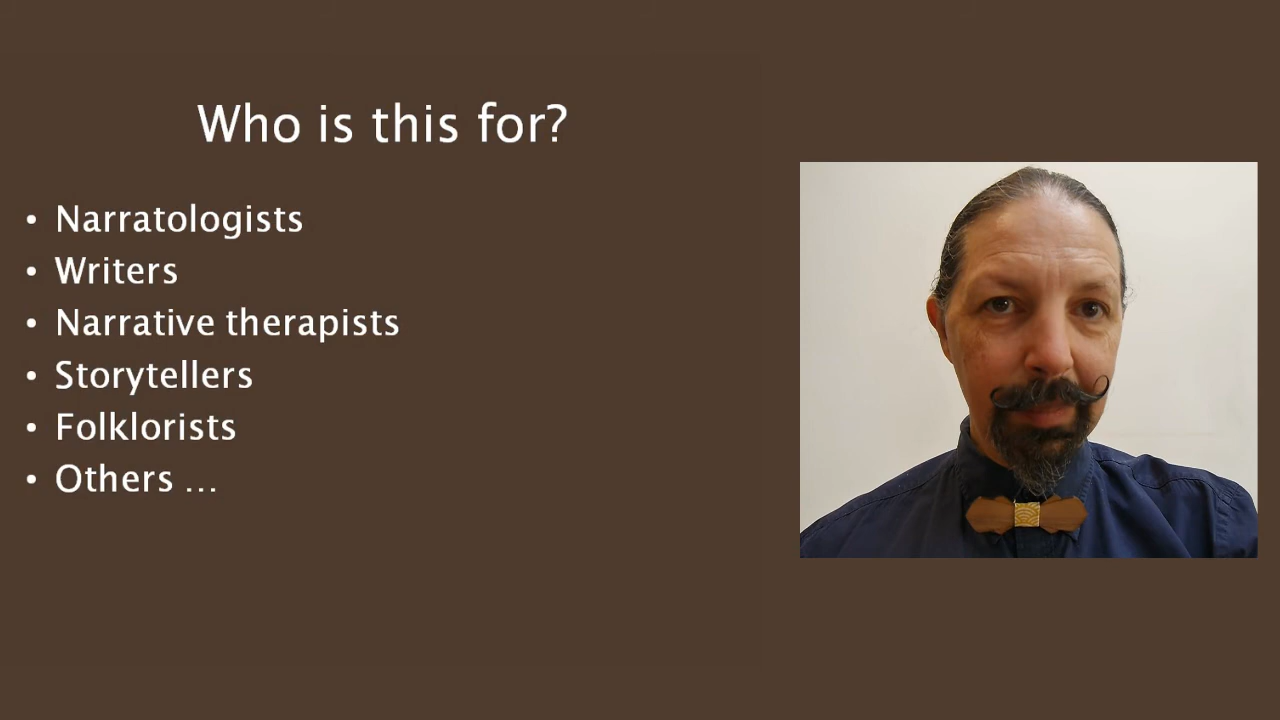 Who is this for?
• Narratologists
• Writers
• Narrative therapists
• Storytellers
• Folklorists
• Others ...